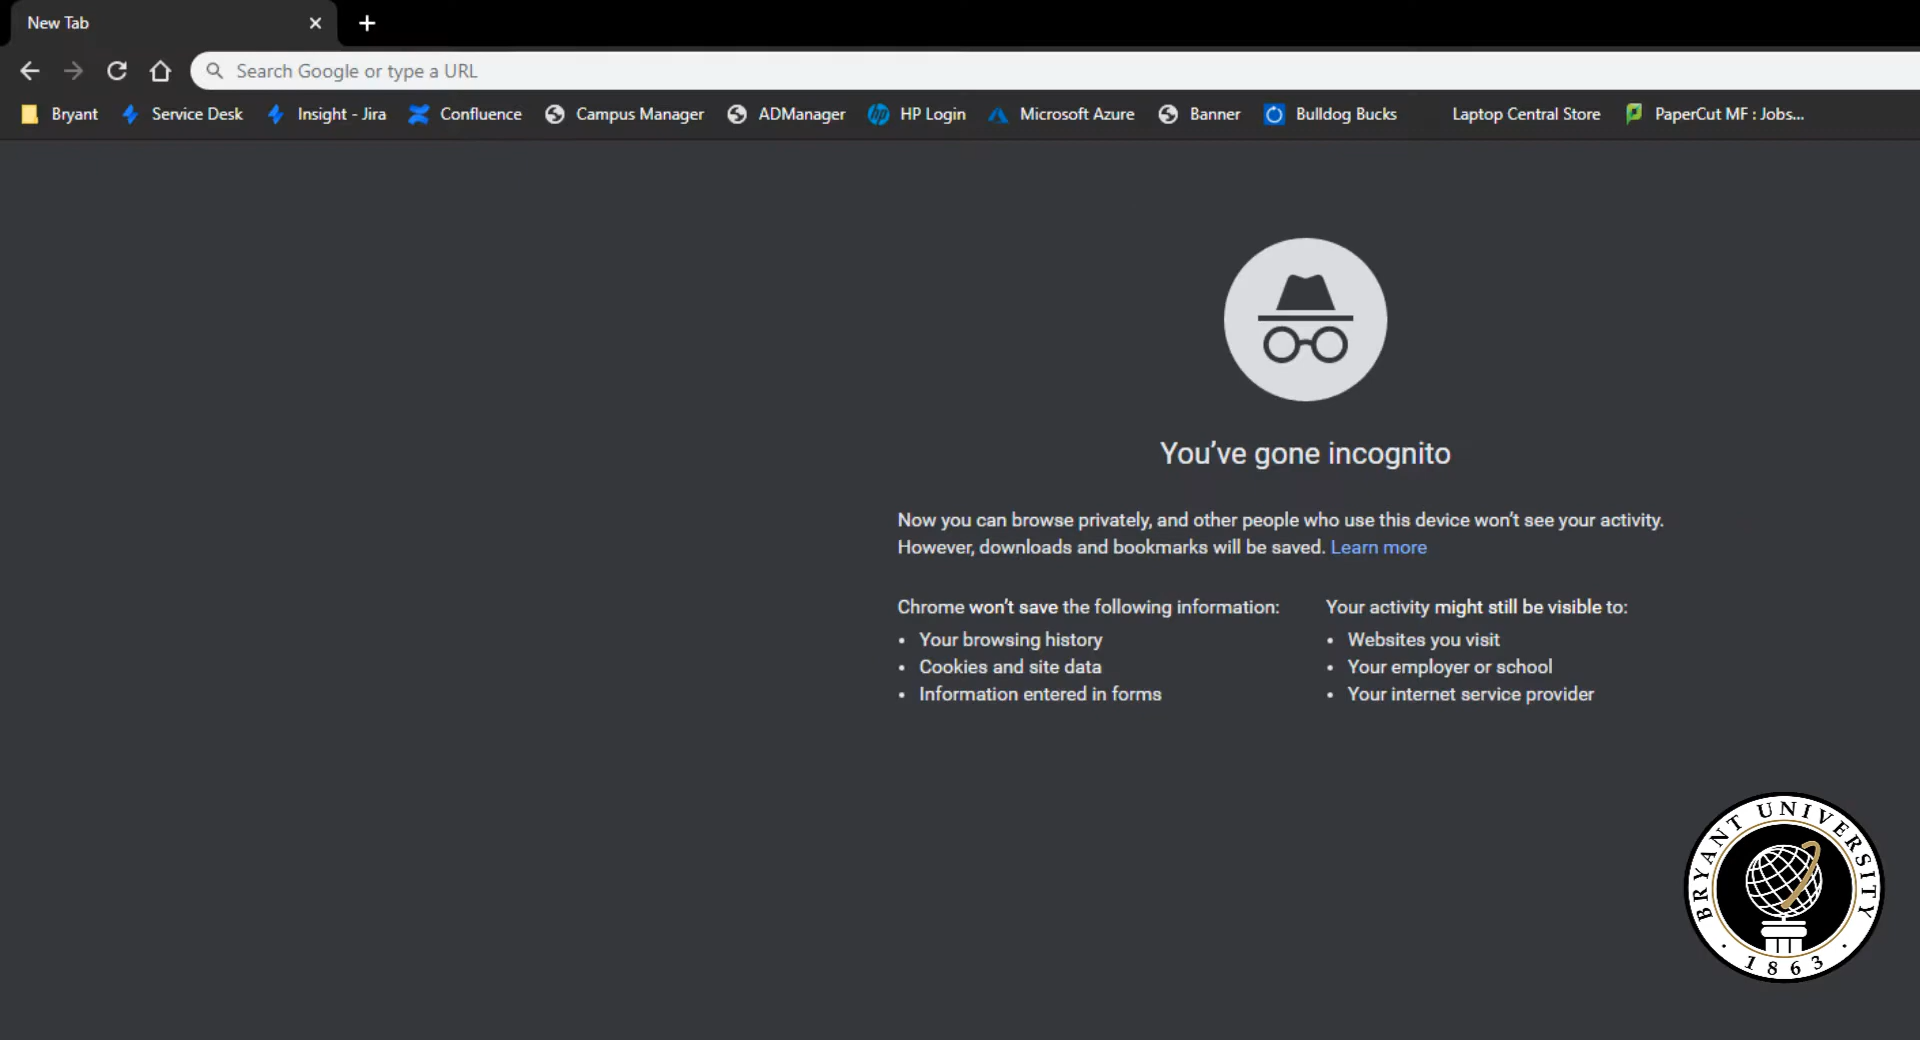 New Tab
Search Google or type a URL
Bryant Service Desk Insight - Jira Confluence Campus Manager ADManager HP Login Microsoft Azure Banner Bulldog Bucks Laptop Central Store PaperCut MF : Jobs...
You've gone incognito
Now you can browse privately, and other people who use this device won't see your activity.
However, downloads and bookmarks will be saved. Learn more
Chrome won't save the following information:
• Your browsing history
• Cookies and site data
• Information entered in forms
Your activity might still be visible to:
• Websites you visit
• Your employer or school
• Your internet service provider
BRYANT UNIVERSITY
· 1863 ·